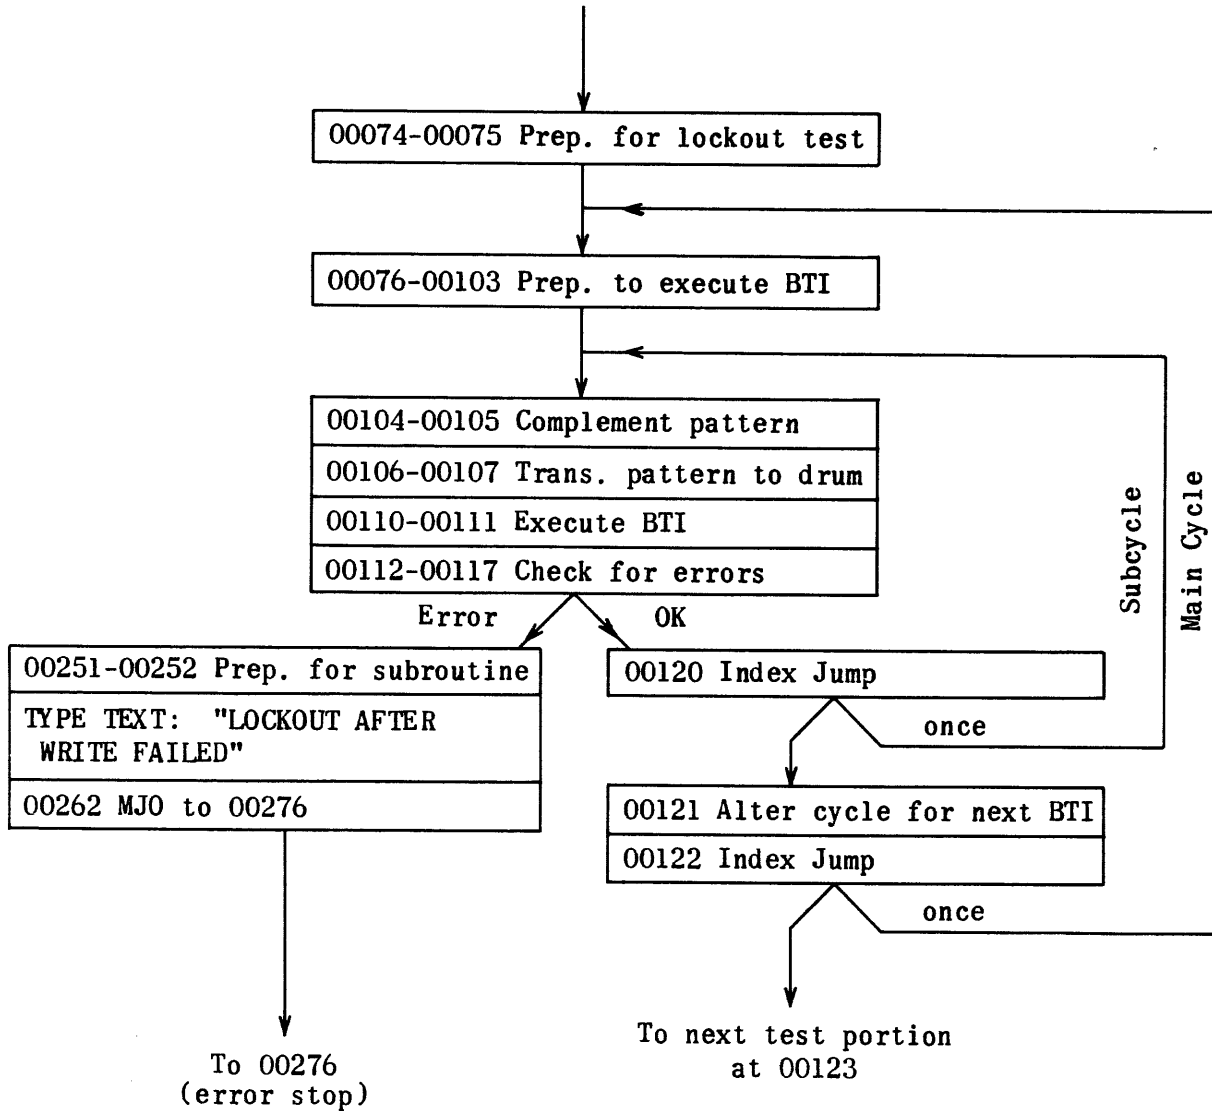 00074-00075 Prep. for lockout test
00076-00103 Prep. to execute BTI
00104-00105 Complement pattern
00106-00107 Trans. pattern to drum
00110-00111 Execute BTI
00112-00117 Check for errors
Subcycle
Main Cycle
Error
OK
00251-00252 Prep. for subroutine
TYPE TEXT: "LOCKOUT AFTER
WRITE FAILED"
00262 MJO to 00276
00120 Index Jump
once
00121 Alter cycle for next BTI
00122 Index Jump
once
To 00276
(error stop)
To next test portion
at 00123